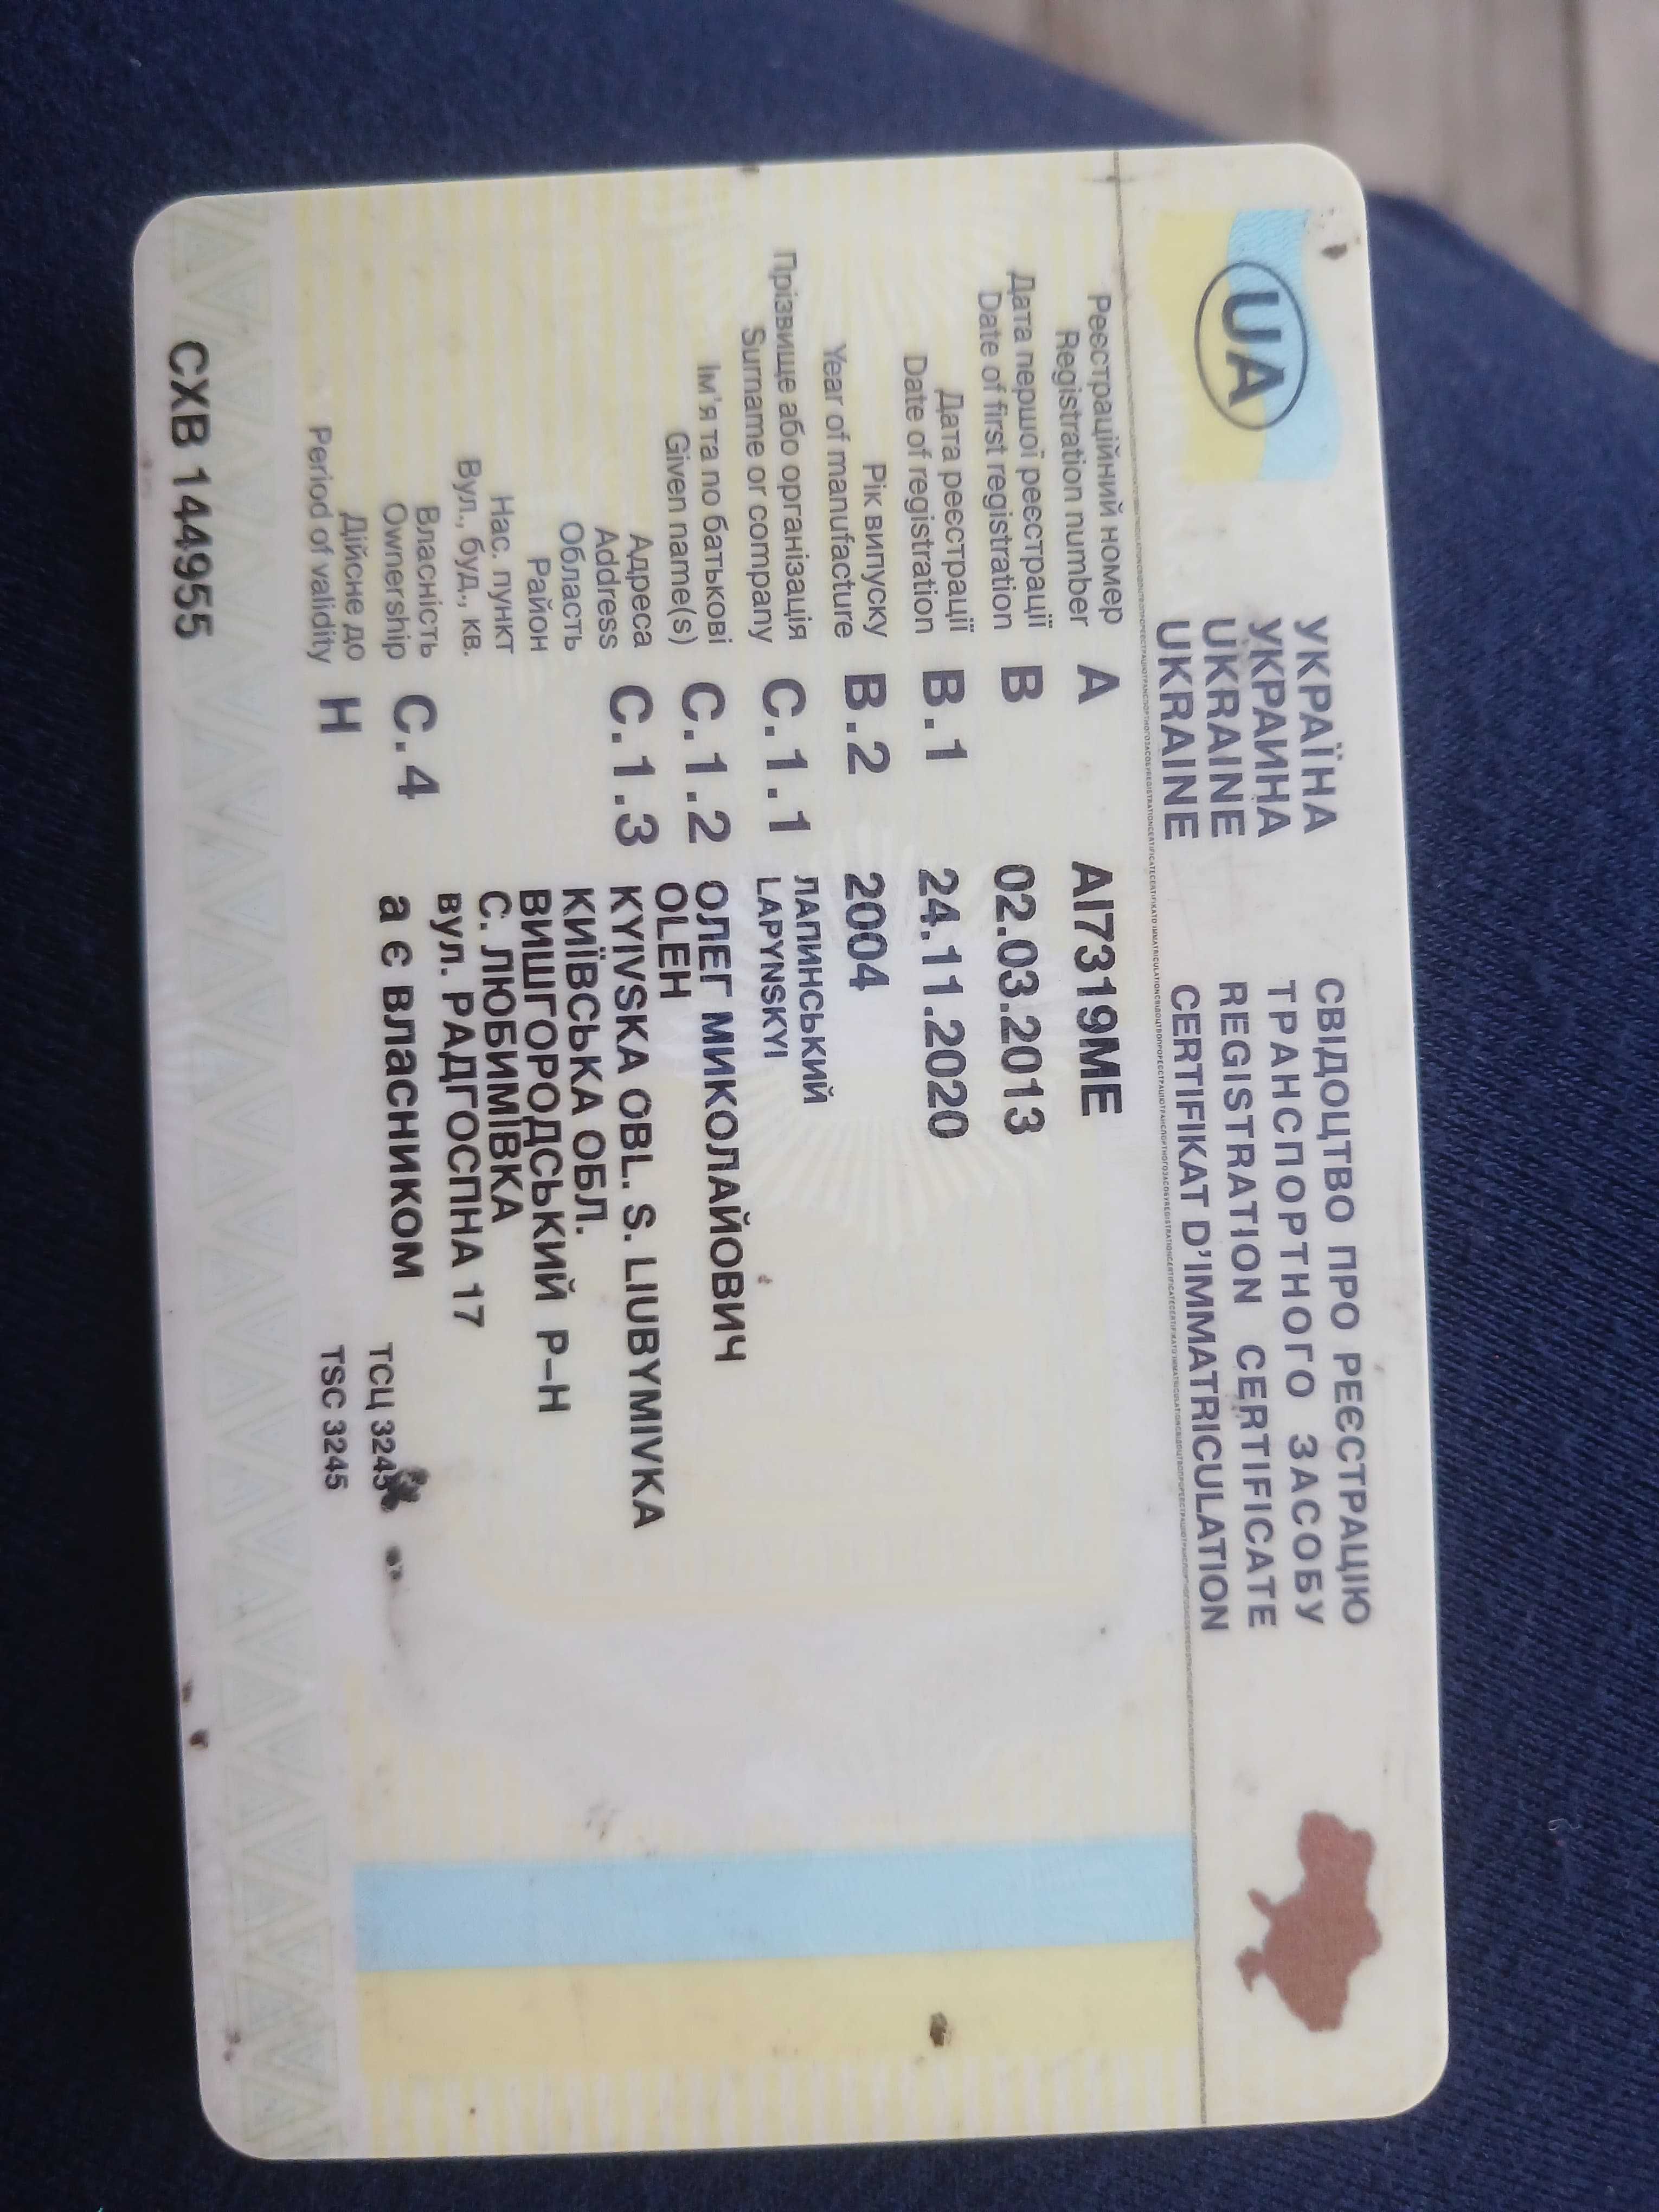 UA
УКРАЇНА
УКРАИНА
UKRAINE
UKRAINE
СВІДОЦТВО ПРО РЕЄСТРАЦІЮ
ТРАНСПОРТНОГО ЗАСОБУ
REGISTRATION CERTIFICATE
CERTIFIKAT D'IMMATRICULATION
Реєстраційний номер
Registration number
A
AI7319ME
Дата першої реєстрації
Date of first registration
B
02.03.2013
Дата реєстрації
Date of registration
B.1
24.11.2020
Рік випуску
Year of manufacture
B.2
2004
Прізвище або організація
Surname or company
C.1.1
ЛАПИНСЬКИЙ
LAPYNSKYI
Ім'я та по батькові
Given name(s)
C.1.2
ОЛЕГ МИКОЛАЙОВИЧ
OLEH
Адреса
Address
C.1.3
KYIVSKA OBL. S. LIUBYMIVKA
Область
КИЇВСЬКА ОБЛ.
Район
ВИШГОРОДСЬКИЙ Р-Н
Нас. пункт
С. ЛЮБИМІВКА
Вул., буд., кв.
вул. РАДГОСПНА 17
Власність
Ownership
C.4
а є власником
Дійсне до
Period of validity
H
ТСЦ 3245
TSC 3245
СХВ 144955